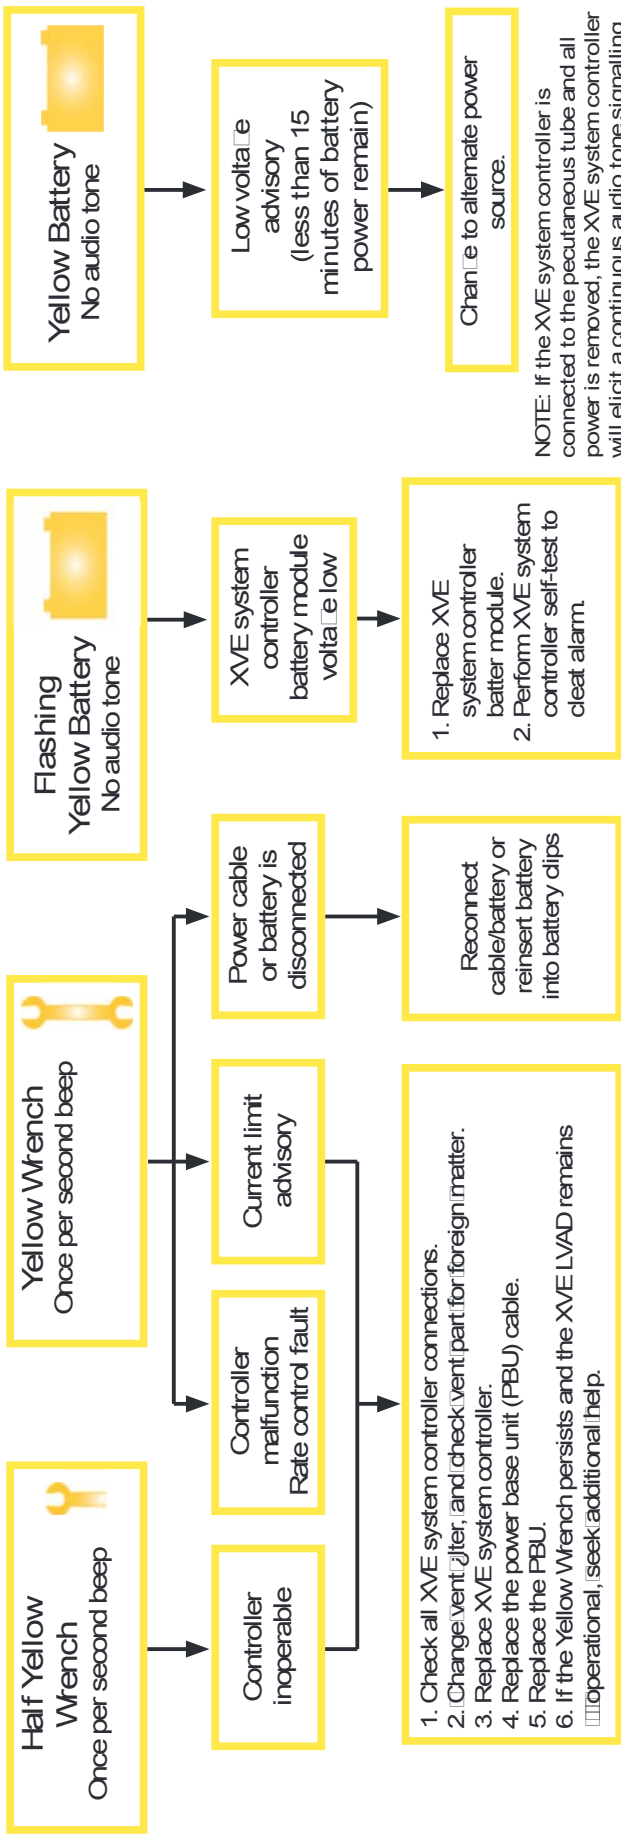 Half Yellow
Wrench
Once per second beep
Yellow Wrench
Once per second beep
Flashing
Yellow Battery
No audio tone
Yellow Battery
No audio tone
Controller
inoperable
Controller
malfunction
Rate control fault
Current limit
advisory
Power cable
or battery is
disconnected
XVE system
controller
battery module
volta□e low
Low volta□e
advisory
(less than 15
minutes of battery
power remain)
1. Check all XVE system controller connections.
2.□Change□vent□¿lter,□and□check□vent□part□for□foreign□matter.
3. Replace XVE system controller.
4. Replace the power base unit (PBU) cable.
5. Replace the PBU.
6. If the Yellow Wrench persists and the XVE LVAD remains
□□□operational,□seek□additional□help.
Reconnect
cable/battery or
reinsert battery
into battery clips
1. Replace XVE
system controller
batter module.
2. Perform XVE system
controller self-test to
cleat alarm.
Chan□e to alternate power
source.
NOTE: If the XVE system controller is
connected to the pecutaneous tube and all
power is removed, the XVE system controller
will elicit a continuous audio tone signalling